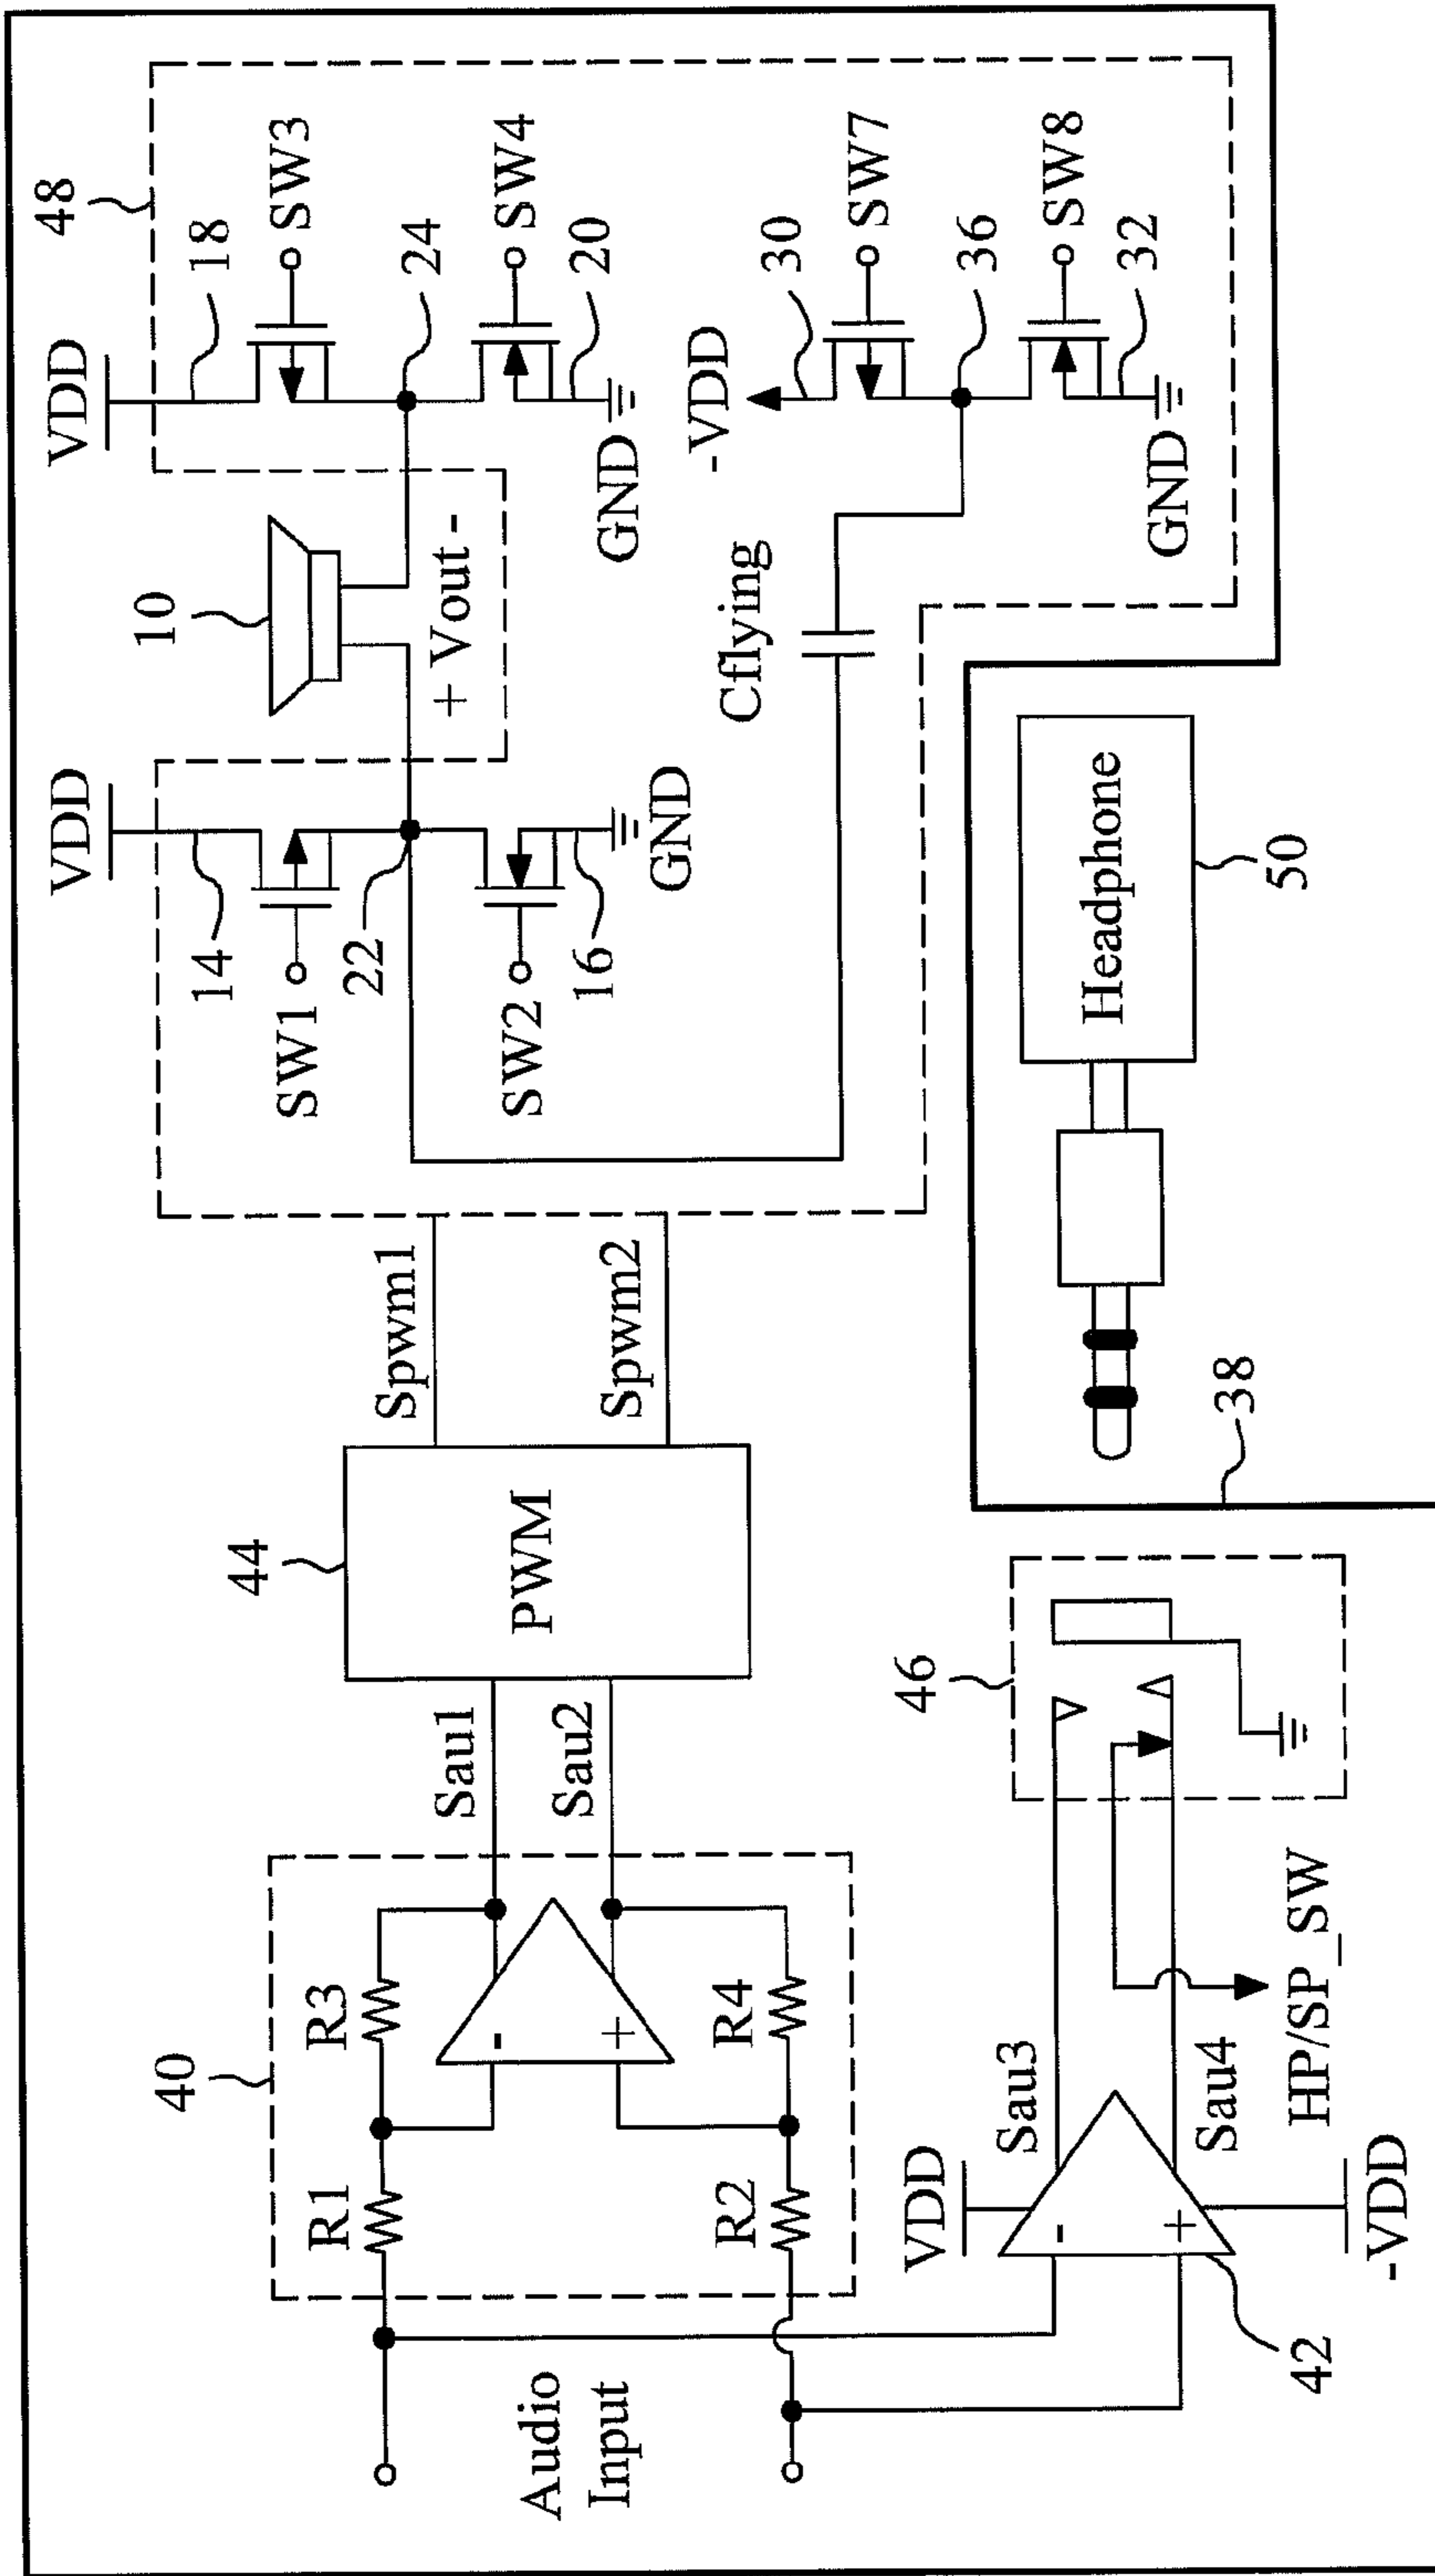 48
VDD
18
SW3
24
SW4
20
GND
10
+ Vout -
VDD
14
SW1
22
SW2
16
GND
-VDD
30
SW7
36
SW8
32
GND
Cflying
Spwm1
Spwm2
44
PWM
Sau1
Sau2
40
R1
R3
R2
R4
-
+
Audio
Input
VDD
-
+
-VDD
42
Sau3
Sau4
HP/SP_SW
46
Headphone
50
38